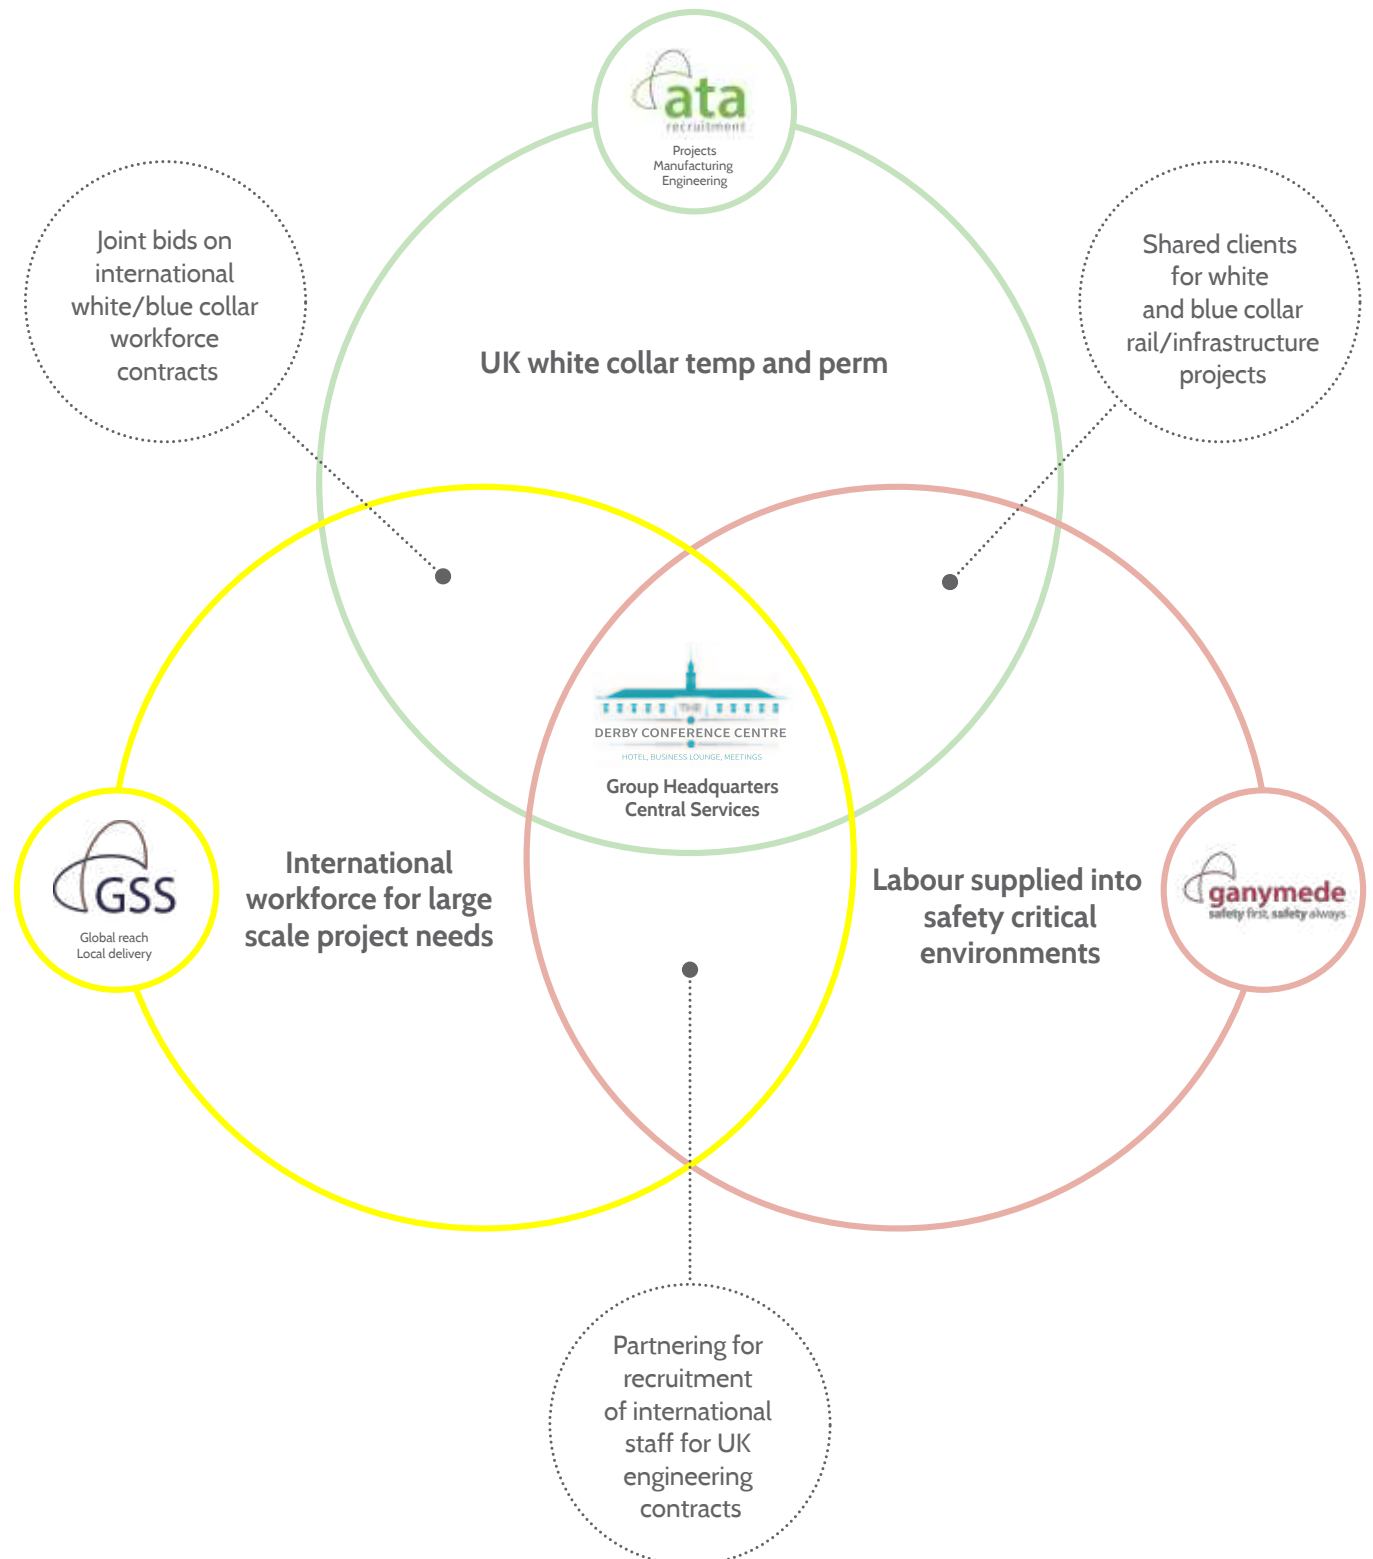 ata
recruitment
Projects
Manufacturing
Engineering
Joint bids on
international
white/blue collar
workforce
contracts
Shared clients
for white
and blue collar
rail/infrastructure
projects
UK white collar temp and perm
THE
DERBY CONFERENCE CENTRE
HOTEL, BUSINESS LOUNGE, MEETINGS
Group Headquarters
Central Services
GSS
Global reach
Local delivery
International
workforce for large
scale project needs
Labour supplied into
safety critical
environments
ganymede
safety first, safety always
Partnering for
recruitment
of international
staff for UK
engineering
contracts